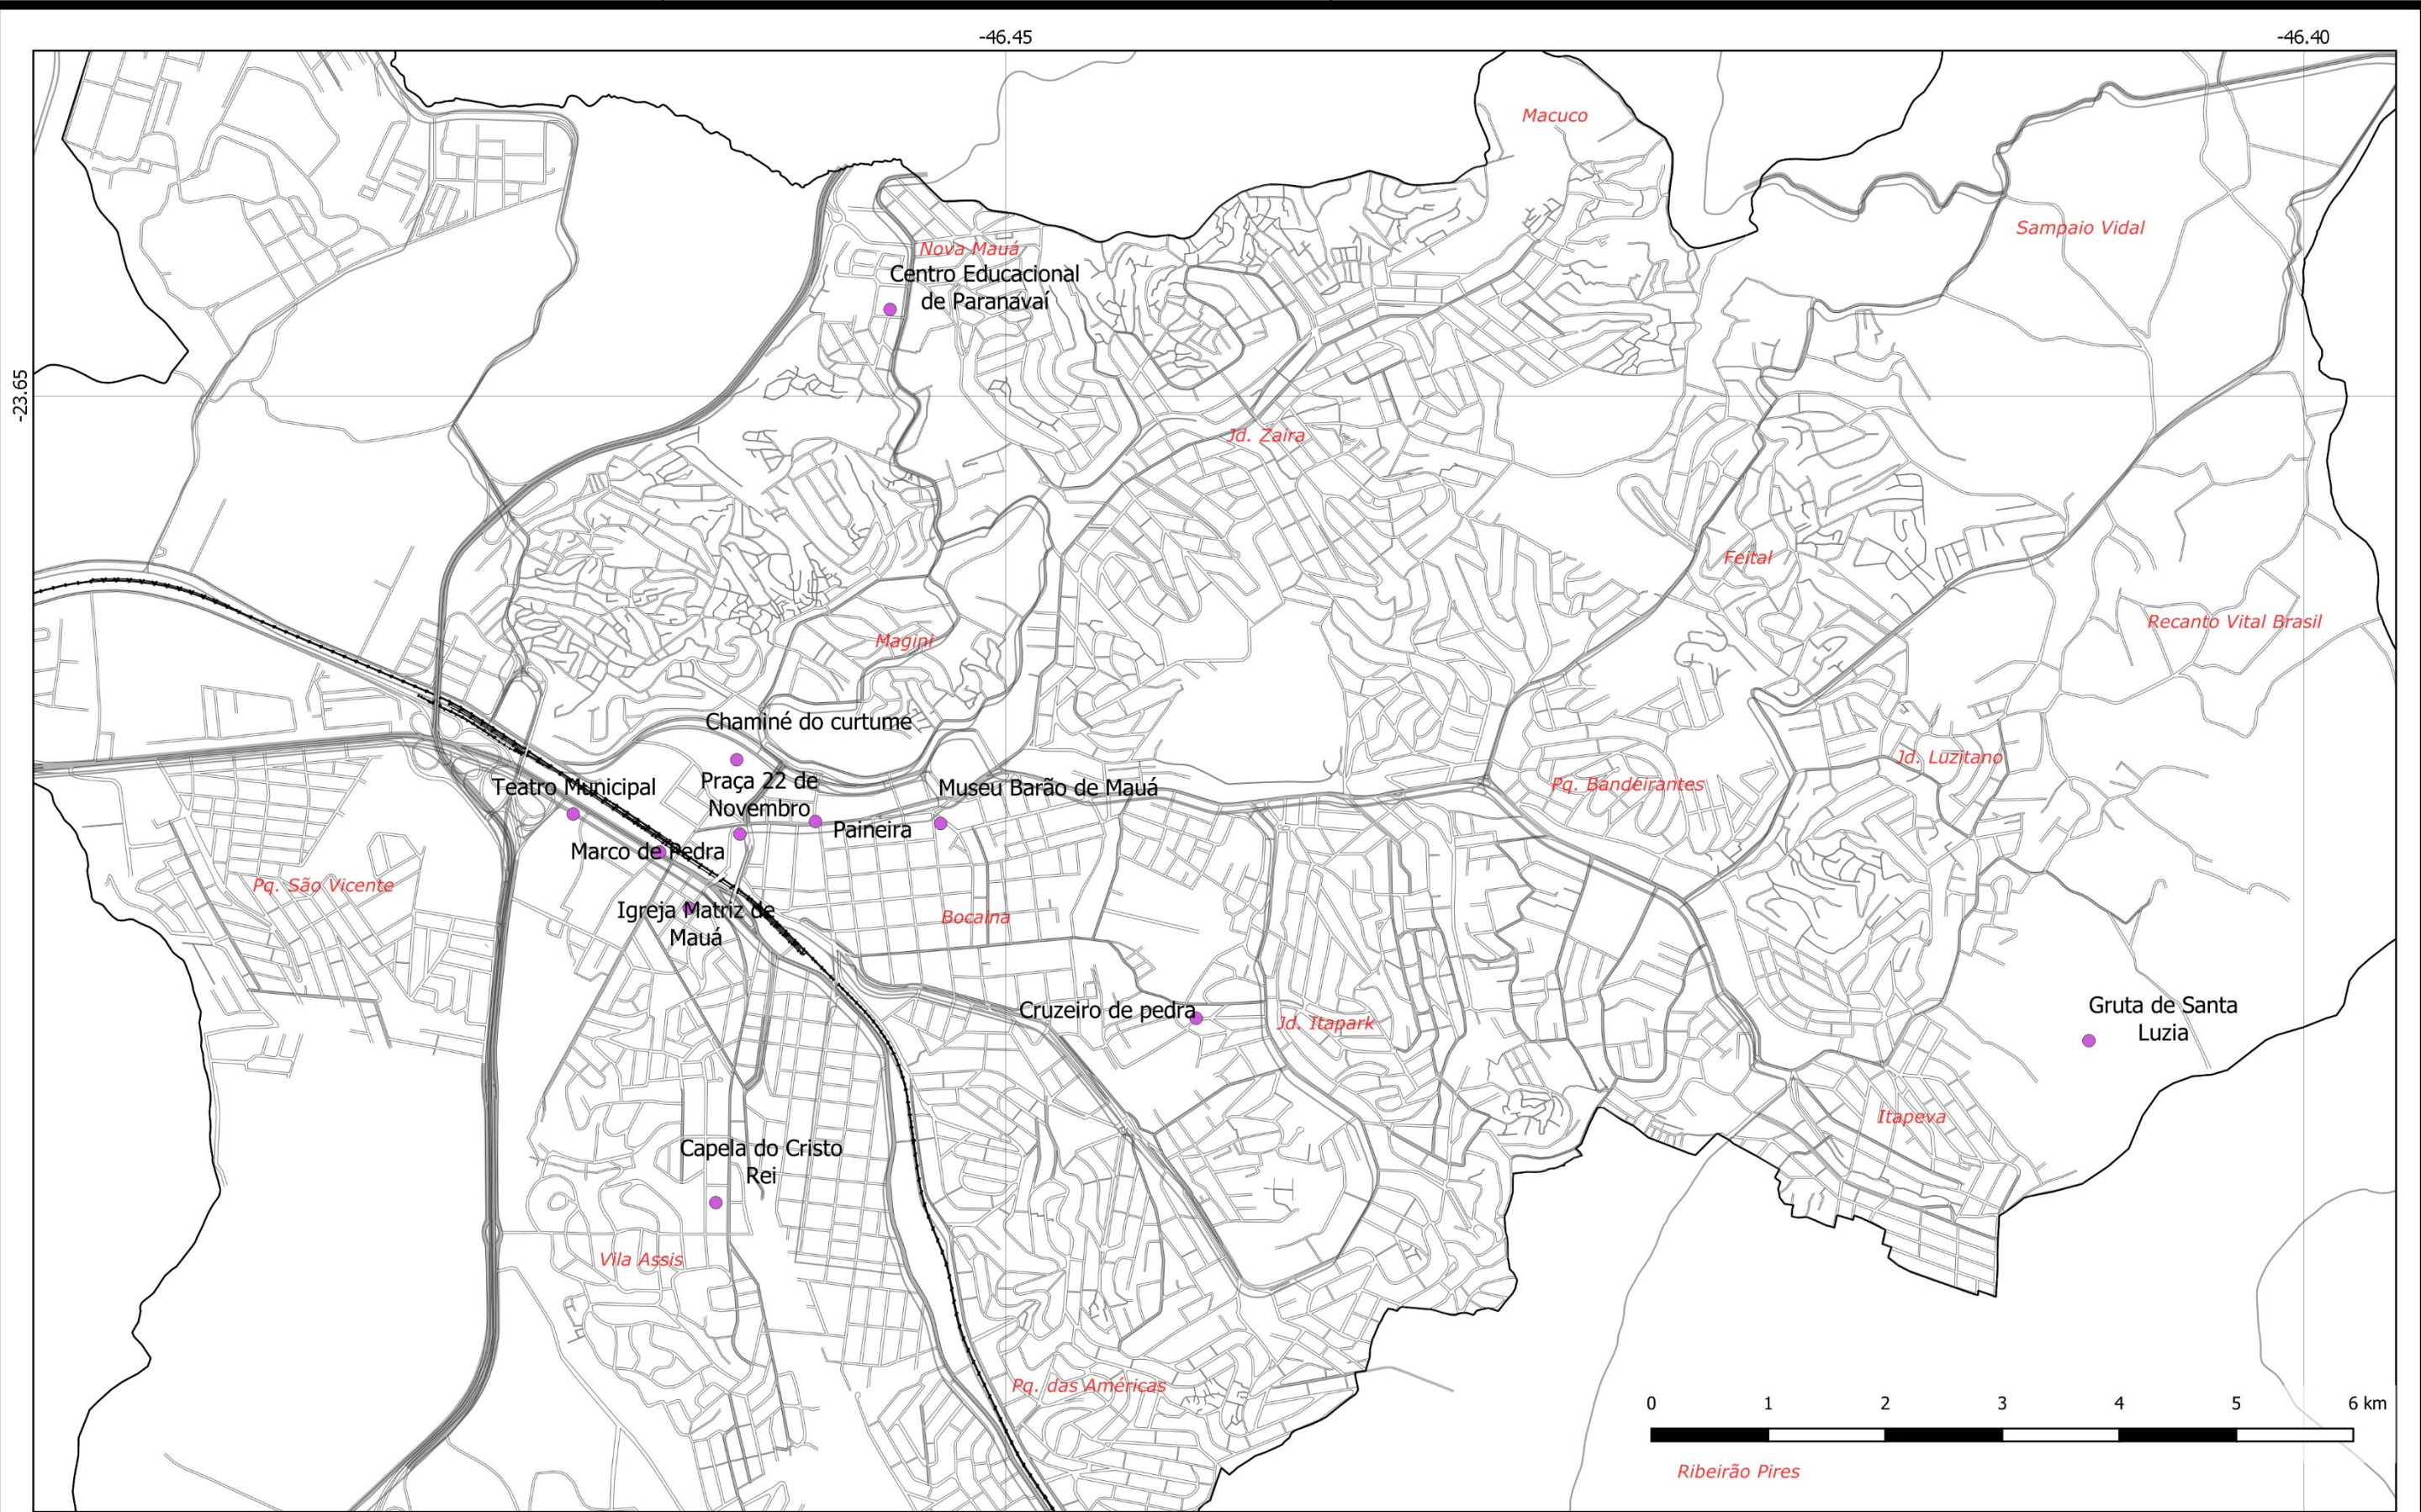 -46.45
-46.40
-23.65
Macuco
Sampaio Vidal
Nova Mauá
Centro Educacional
de Paranavaí
Jd. Zaira
Feital
Recanto Vital Brasil
Magini
Chaminé do curtume
Jd. Luzitano
Pq. Bandeirantes
Teatro Municipal
Praça 22 de
Novembro
Museu Barão de Mauá
Paineira
Marco de Pedra
Pq. São Vicente
Igreja Matriz de
Mauá
Bocaina
Cruzeiro de pedra
Jd. Itapark
Gruta de Santa
Luzia
Itapeva
Capela do Cristo
Rei
Vila Assis
Pq. das Américas
0 1 2 3 4 5 6 km
Ribeirão Pires